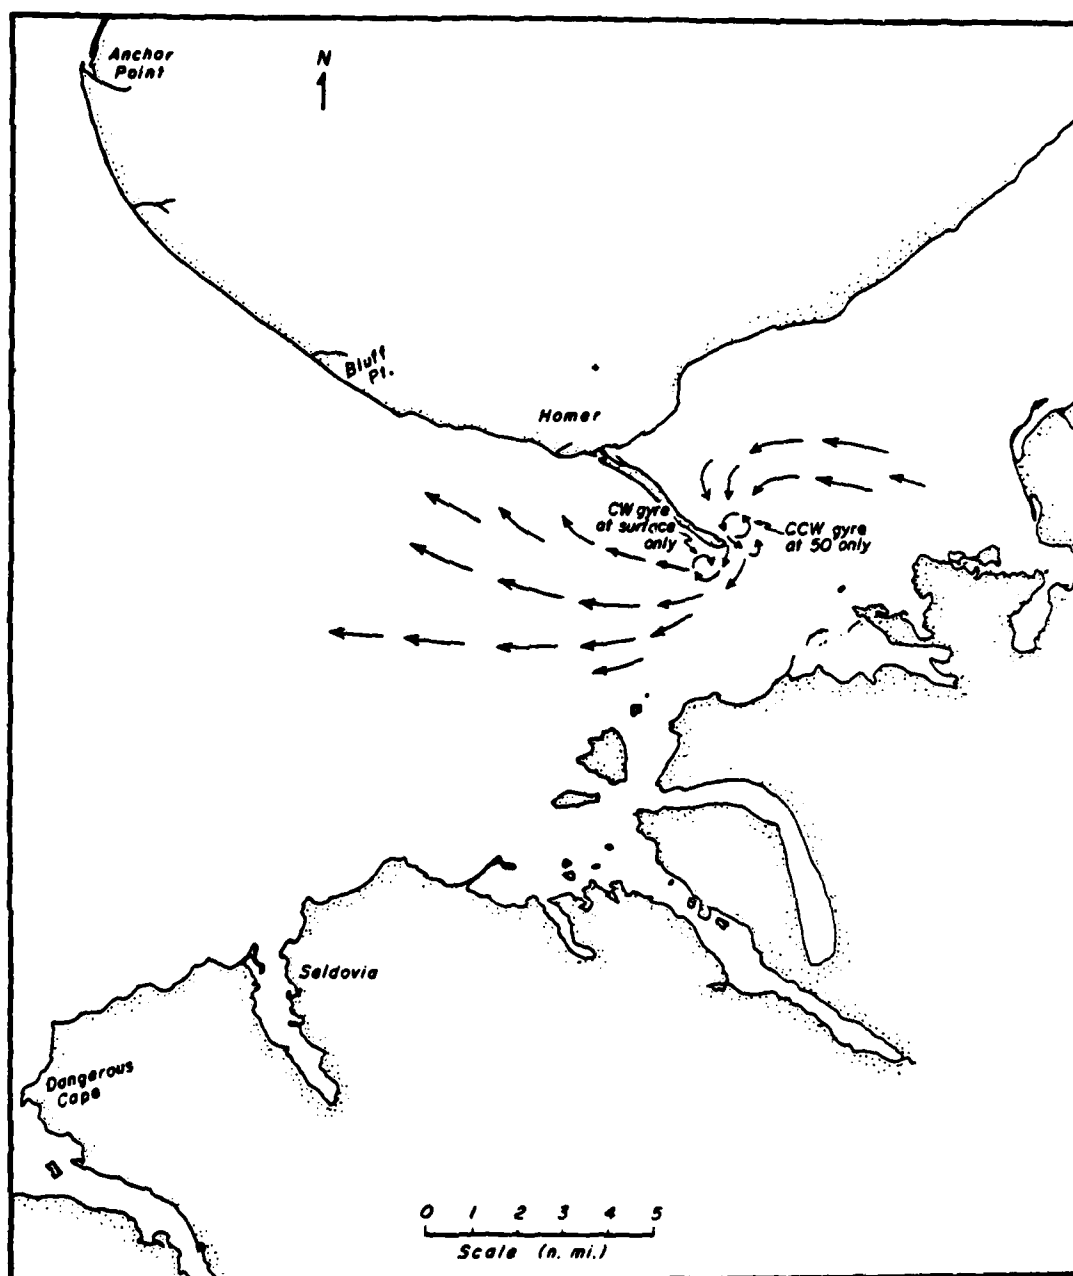 Anchor
Point
N
Bluff
Pt.
Homer
CW gyre
at surface
only
CCW gyre
at 50 only
Seldovia
Dangerous
Cape
0 1 2 3 4 5
Scale (n. mi.)